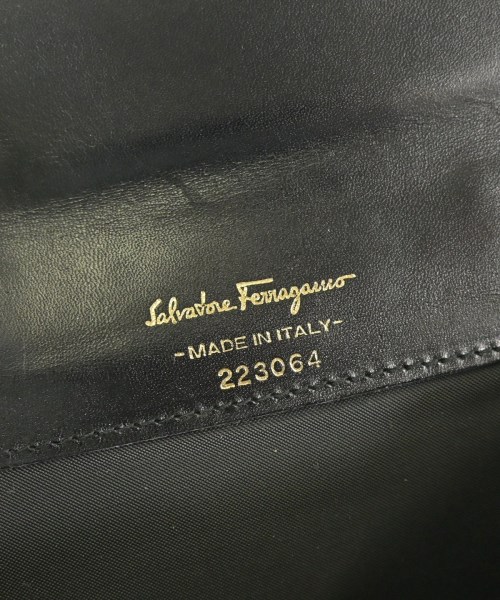 Salvatore Ferragamo
-MADE IN ITALY-
223064